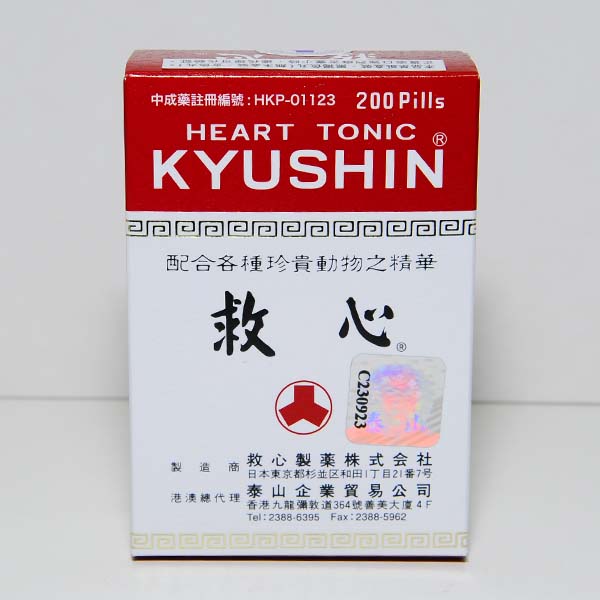 中成藥註冊編號:HKP-01123 200 Pills
HEART TONIC
KYUSHIN®
配合各種珍貴動物之精華
救心®
C230923
泰山
製造商 救心製薬株式会社
日本東京都杉並区和田1丁目21番7号
港澳總代理 泰山企業貿易公司
香港九龍彌敦道364號善美大廈4F
Tel:2388-6395 Fax:2388-5962